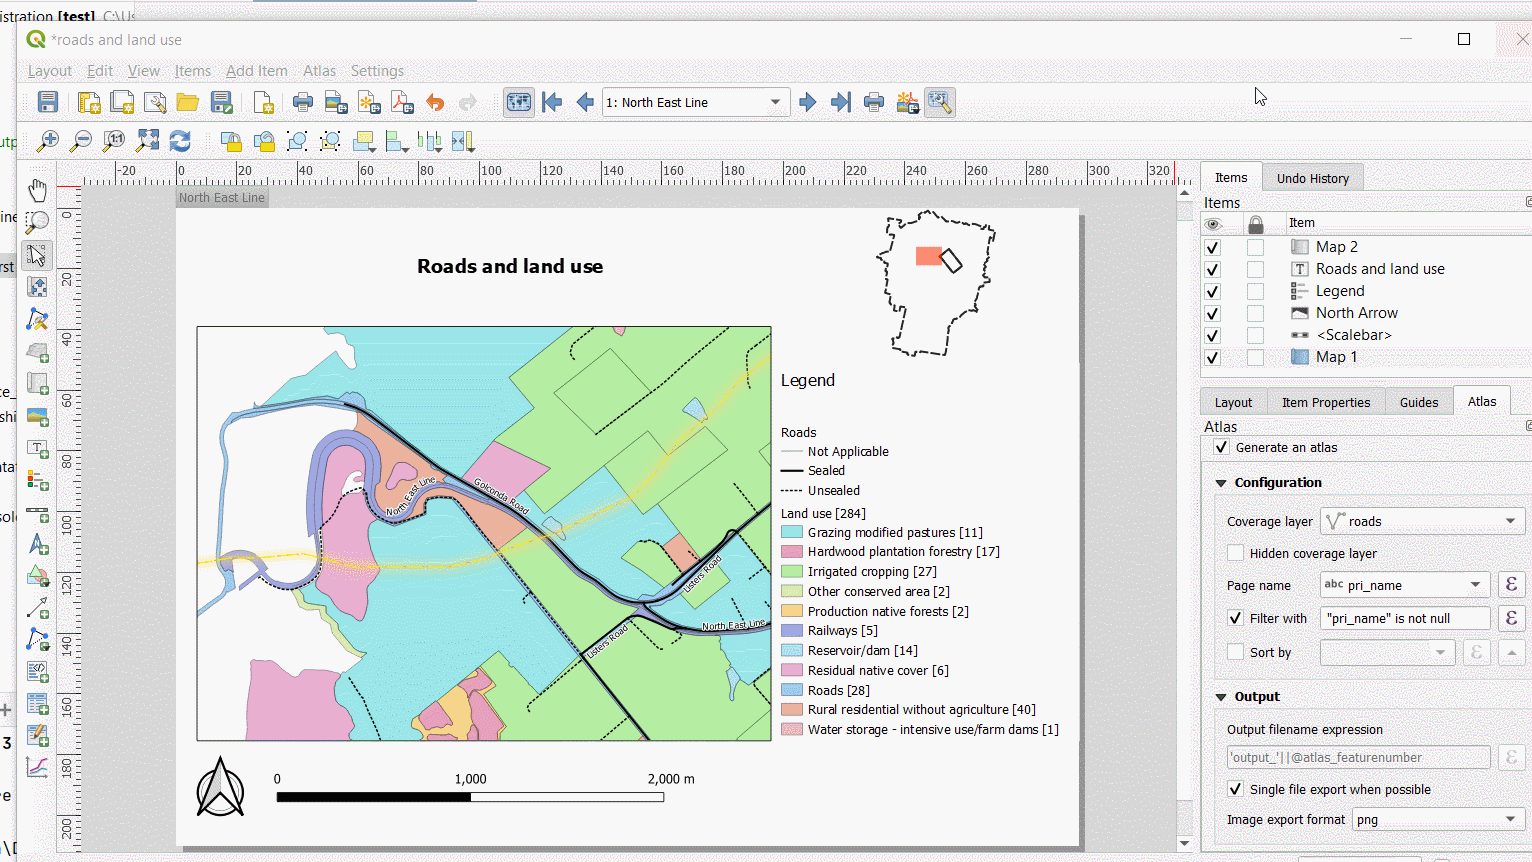 istration [test] C:\Us
*roads and land use
Layout Edit View Items Add Item Atlas Settings
1: North East Line
-20 0 20 40 60 80 100 120 140 160 180 200 220 240 260 280 300 320
0
20
40
60
80
100
120
140
160
180
200
North East Line
Roads and land use
North East Line
Golconda Road
Listers Road
Listers Road
North East Line
Legend
Roads
Not Applicable
Sealed
Unsealed
Land use [284]
Grazing modified pastures [11]
Hardwood plantation forestry [17]
Irrigated cropping [27]
Other conserved area [2]
Production native forests [2]
Railways [5]
Reservoir/dam [14]
Residual native cover [6]
Roads [28]
Rural residential without agriculture [40]
Water storage - intensive use/farm dams [1]
0 1,000 2,000 m
Items Undo History
Items
Item
Map 2
T Roads and land use
Legend
North Arrow
<Scalebar>
Map 1
Layout Item Properties Guides Atlas
Atlas
Generate an atlas
Configuration
Coverage layer roads
Hidden coverage layer
Page name abc pri_name ε
Filter with "pri_name" is not null ε
Sort by ε
Output
Output filename expression
'output_'||@atlas_featurenumber ε
Single file export when possible
Image export format png